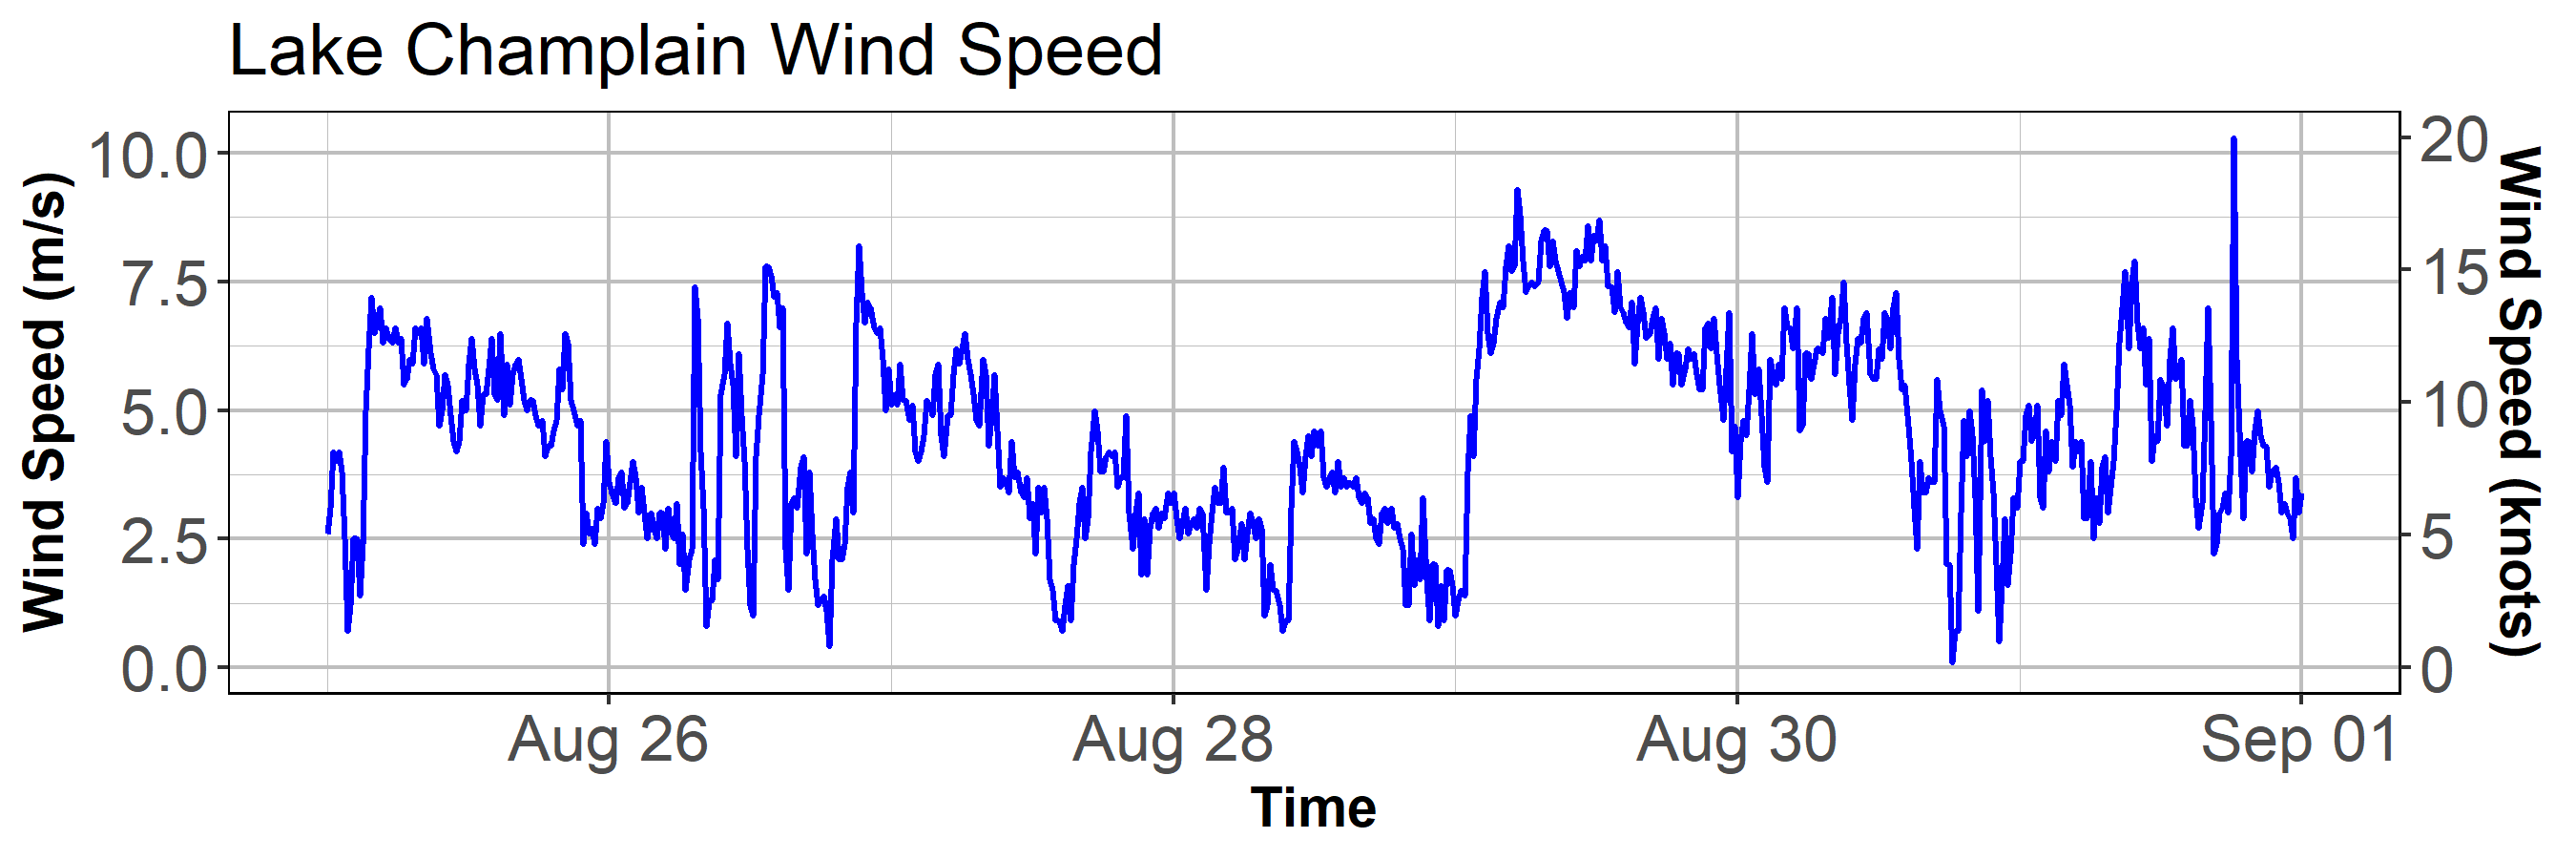 Lake Champlain Wind Speed
Wind Speed (m/s)
10.0
7.5
5.0
2.5
0.0
20
15
10
5
0
Wind Speed (knots)
Aug 26
Aug 28
Aug 30
Sep 01
Time